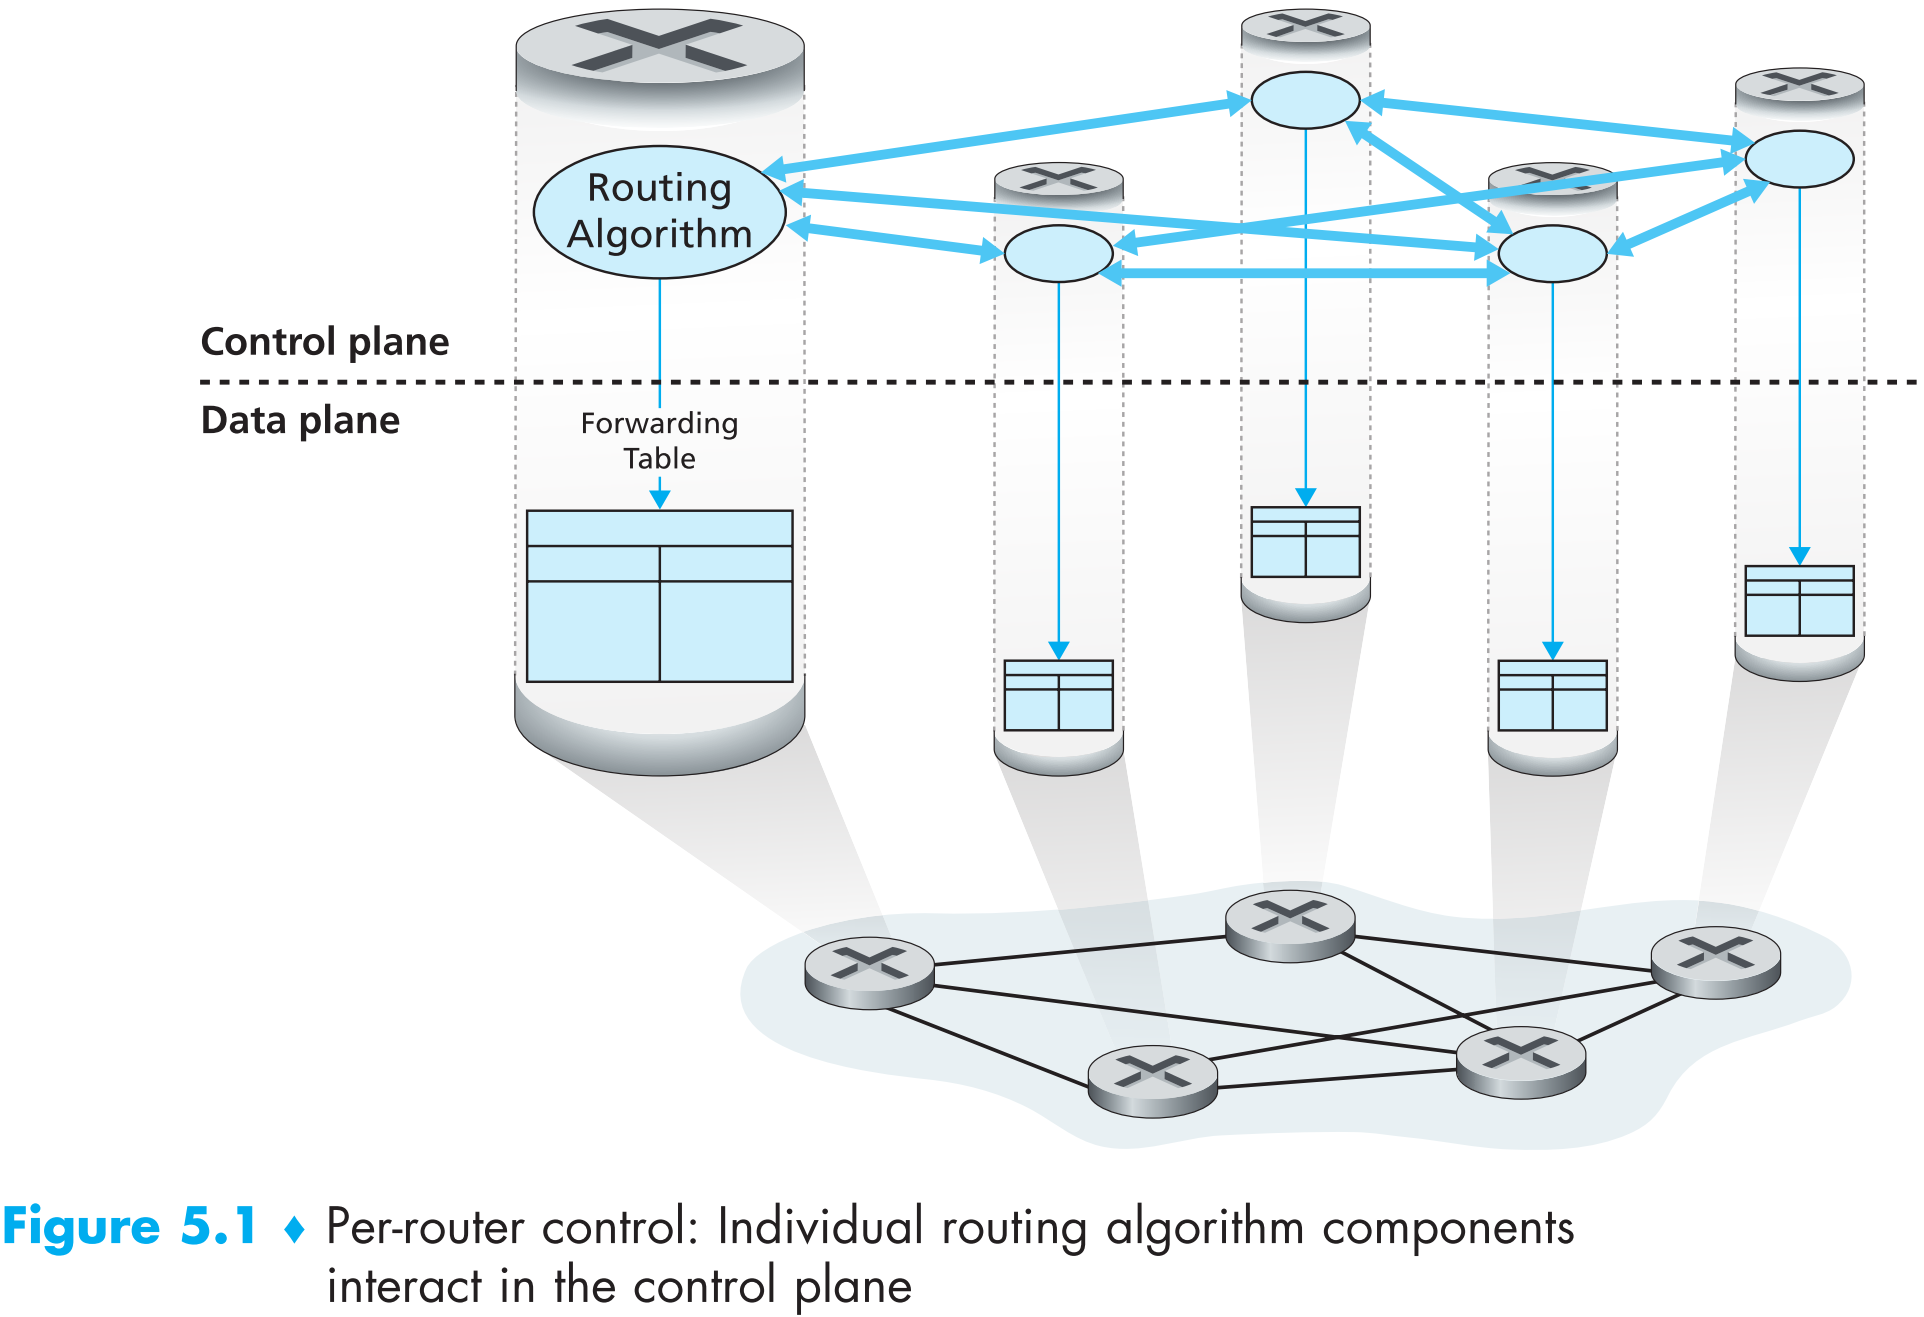 Routing
Algorithm
Control plane
Data plane
Forwarding
Table
Figure 5.1 ♦ Per-router control: Individual routing algorithm components
interact in the control plane